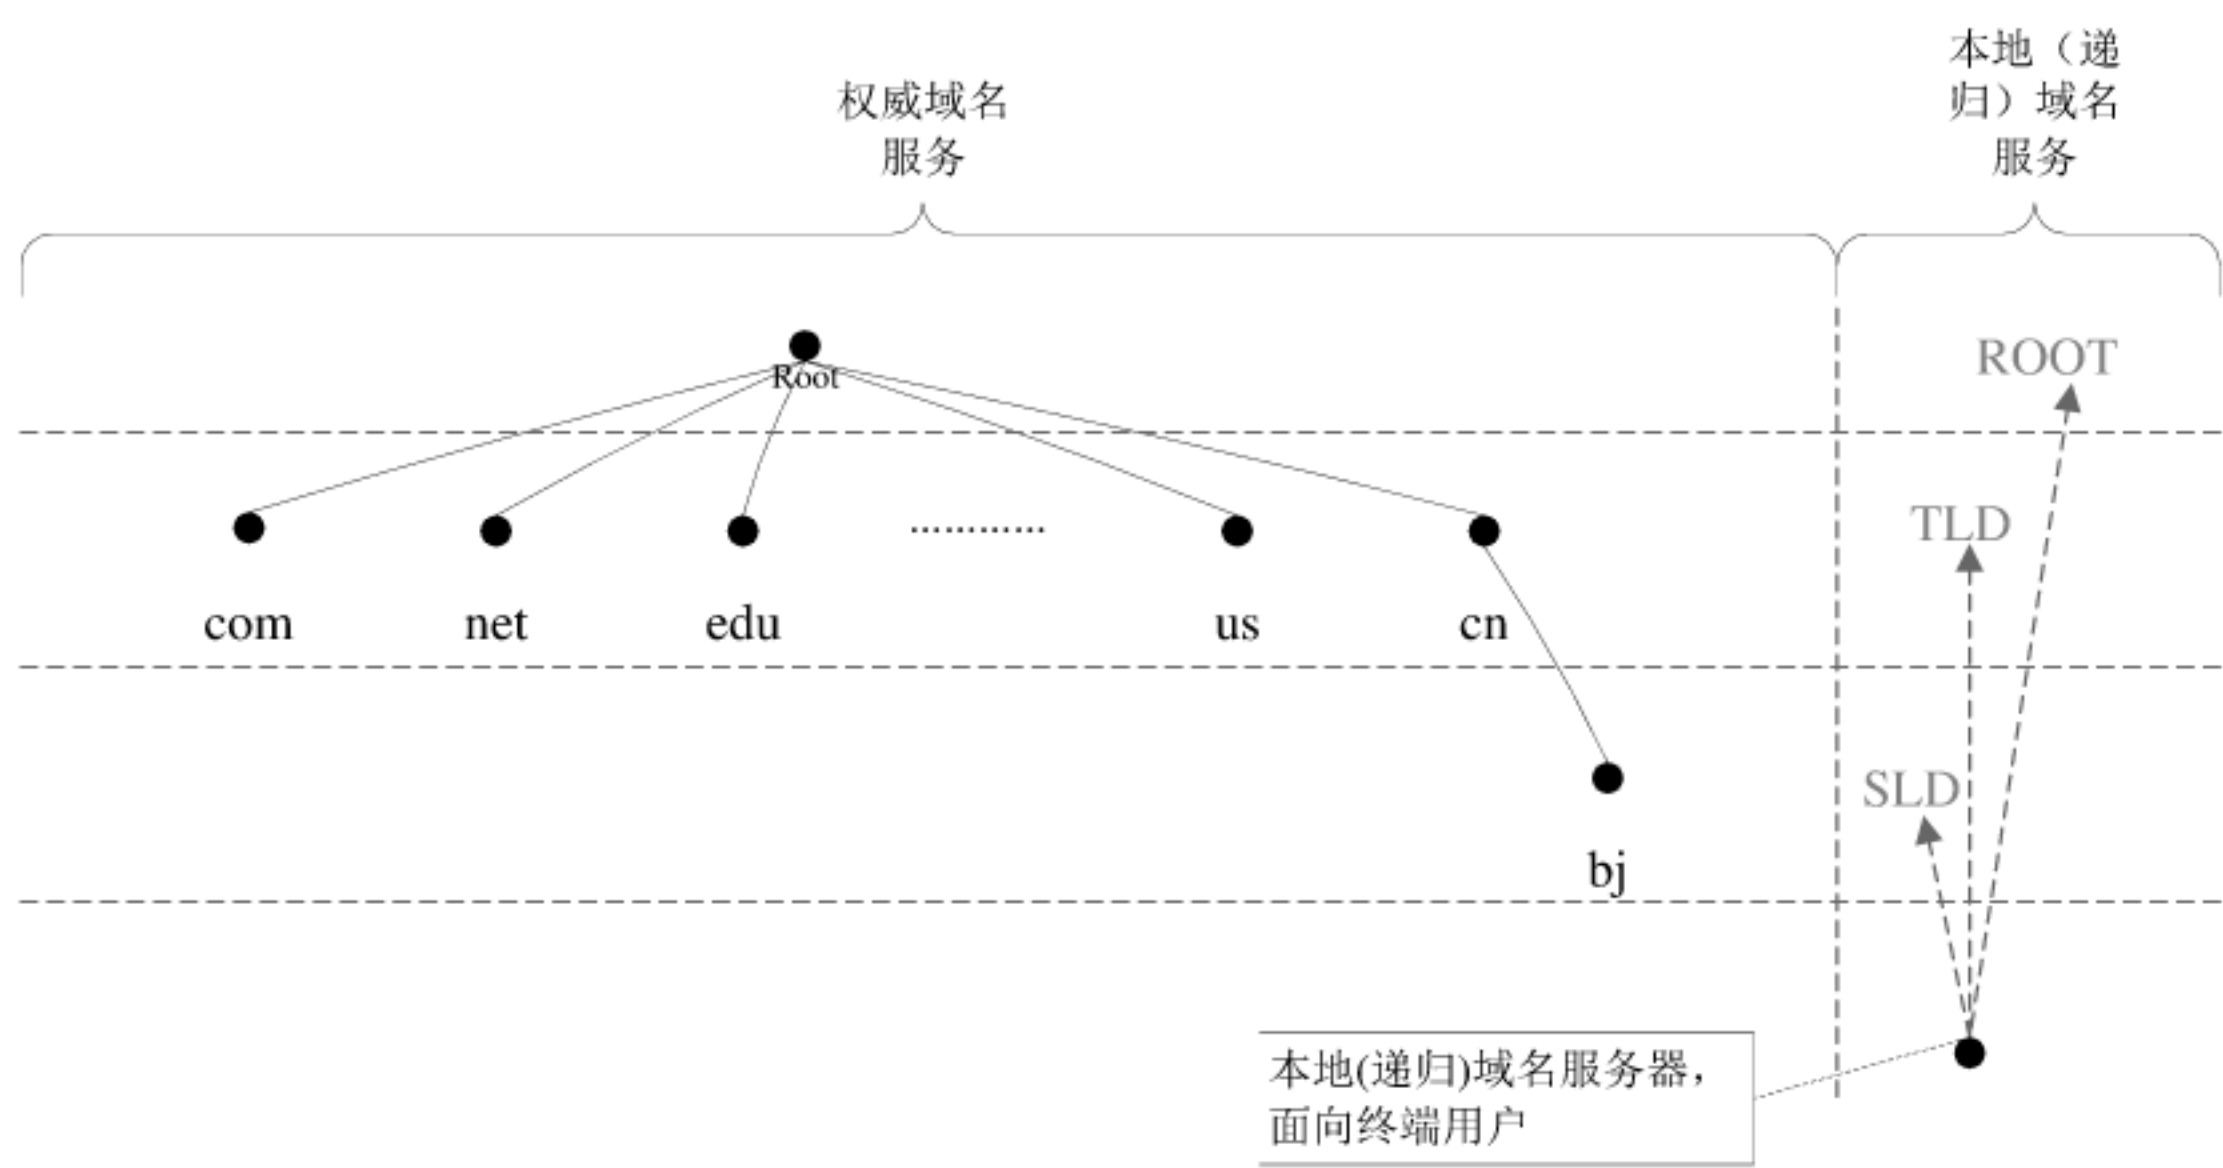 权威域名
服务
本地（递
归）域名
服务
Root
ROOT
com
net
edu
…………
us
cn
TLD
SLD
bj
本地(递归)域名服务器，
面向终端用户